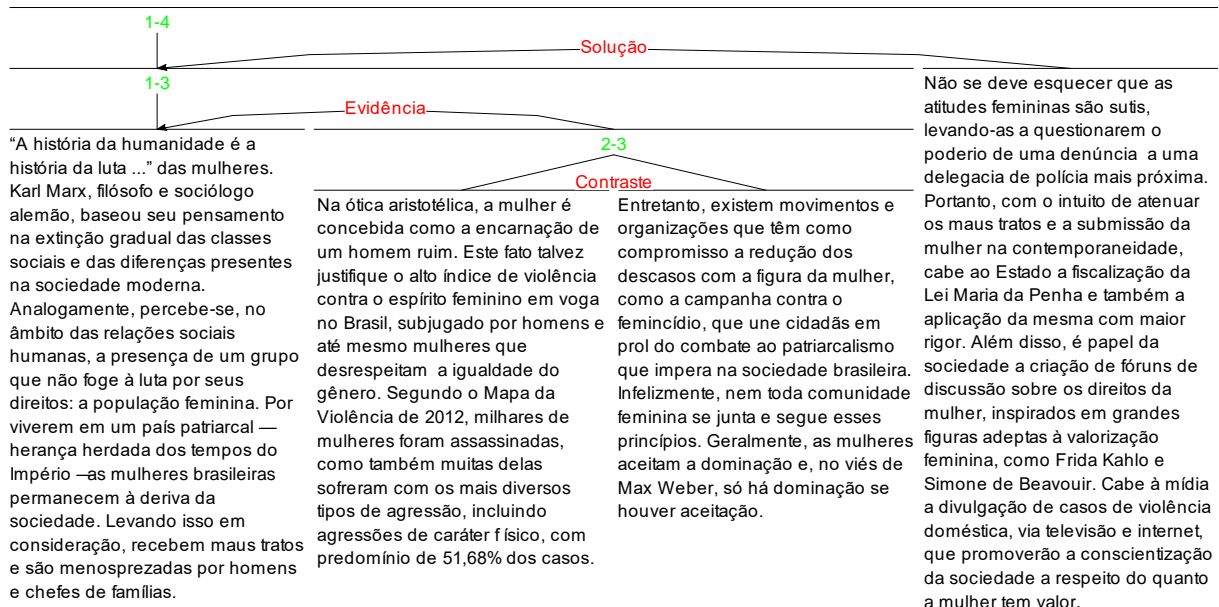 1-4
Solução
1-3
Evidência
“A história da humanidade é a
história da luta ...” das mulheres.
Karl Marx, filósofo e sociólogo
alemão, baseou seu pensamento
na extinção gradual das classes
sociais e das diferenças presentes
na sociedade moderna.
Analogamente, percebe-se, no
âmbito das relações sociais
humanas, a presença de um grupo
que não foge à luta por seus
direitos: a população feminina. Por
viverem em um país patriarcal —
herança herdada dos tempos do
Império —as mulheres brasileiras
permanecem à deriva da
sociedade. Levando isso em
consideração, recebem maus tratos
e são menosprezadas por homens
e chefes de famílias.
2-3
Contraste
Na ótica aristotélica, a mulher é
concebida como a encarnação de
um homem ruim. Este fato talvez
justifique o alto índice de violência
contra o espírito feminino em voga
no Brasil, subjugado por homens e
até mesmo mulheres que
desrespeitam a igualdade do
gênero. Segundo o Mapa da
Violência de 2012, milhares de
mulheres foram assassinadas,
como também muitas delas
sofreram com os mais diversos
tipos de agressão, incluindo
agressões de caráter f ísico, com
predomínio de 51,68% dos casos.
Entretanto, existem movimentos e
organizações que têm como
compromisso a redução dos
descasos com a figura da mulher,
como a campanha contra o
femincídio, que une cidadãs em
prol do combate ao patriarcalismo
que impera na sociedade brasileira.
Infelizmente, nem toda comunidade
feminina se junta e segue esses
princípios. Geralmente, as mulheres
aceitam a dominação e, no viés de
Max Weber, só há dominação se
houver aceitação.
Não se deve esquecer que as
atitudes femininas são sutis,
levando-as a questionarem o
poderio de uma denúncia a uma
delegacia de polícia mais próxima.
Portanto, com o intuito de atenuar
os maus tratos e a submissão da
mulher na contemporaneidade,
cabe ao Estado a fiscalização da
Lei Maria da Penha e também a
aplicação da mesma com maior
rigor. Além disso, é papel da
sociedade a criação de fóruns de
discussão sobre os direitos da
mulher, inspirados em grandes
figuras adeptas à valorização
feminina, como Frida Kahlo e
Simone de Beavouir. Cabe à mídia
a divulgação de casos de violência
doméstica, via televisão e internet,
que promoverão a conscientização
da sociedade a respeito do quanto
a mulher tem valor.